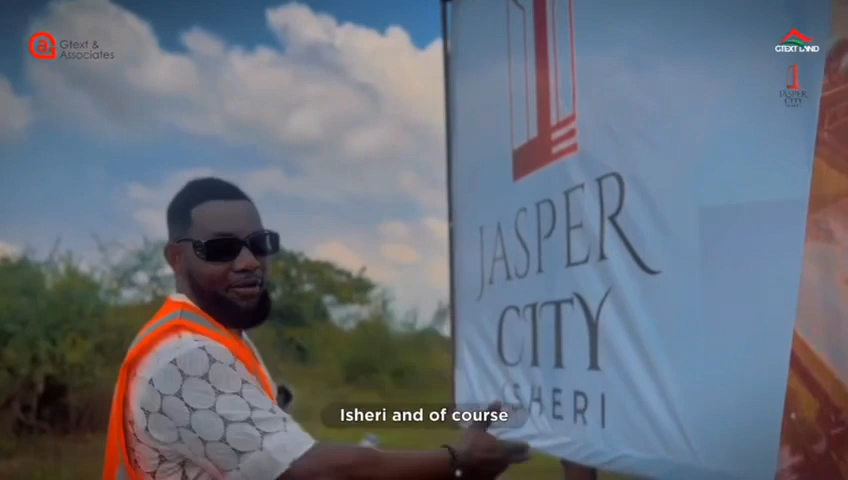 Gtext &
Associates
GTEXT LAND
JASPER
CITY
JASPER
CITY
ISHERI
Isheri and of course